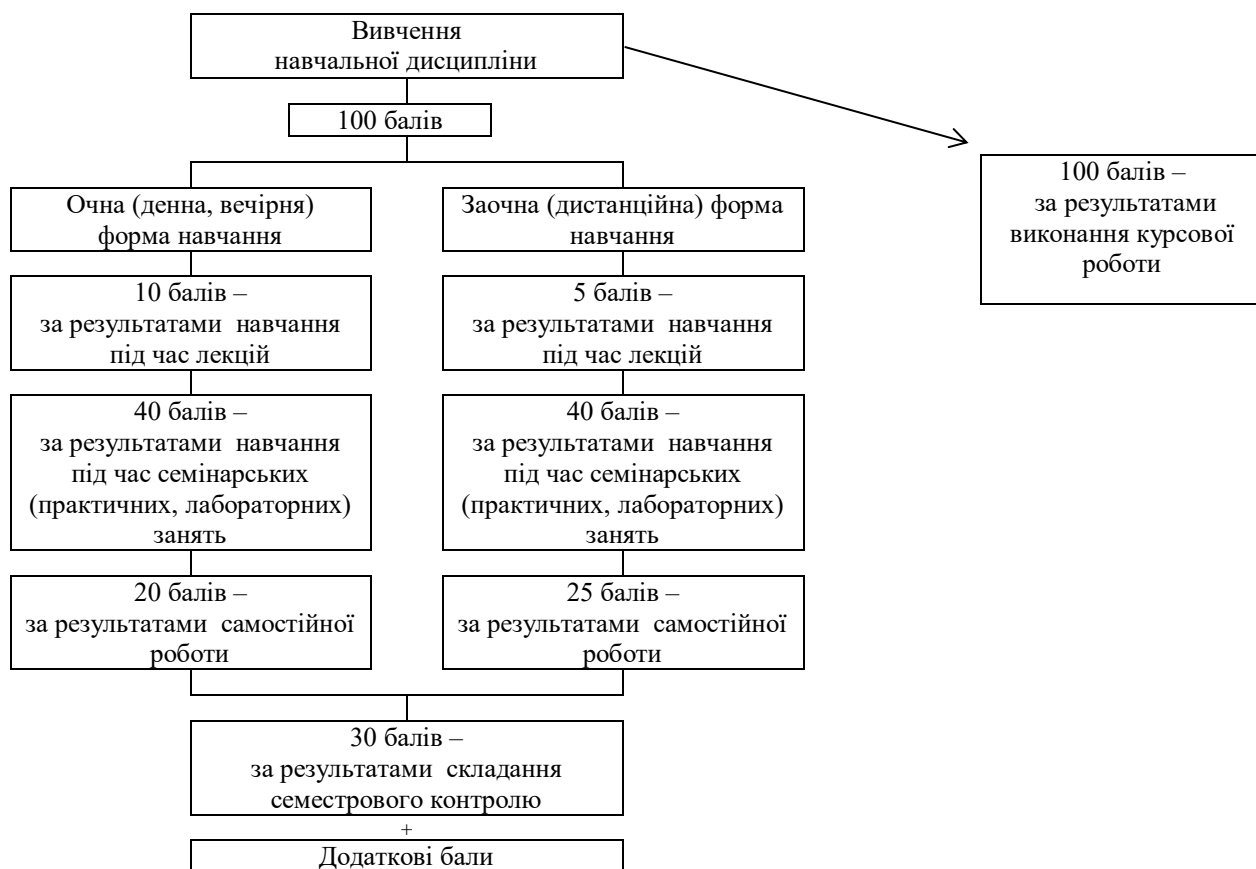 Вивчення
навчальної дисципліни
100 балів
100 балів –
за результатами
виконання курсової
роботи
Очна (денна, вечірня)
форма навчання
Заочна (дистанційна) форма
навчання
10 балів –
за результатами навчання
під час лекцій
5 балів –
за результатами навчання
під час лекцій
40 балів –
за результатами навчання
під час семінарських
(практичних, лабораторних)
занять
40 балів –
за результатами навчання
під час семінарських
(практичних, лабораторних)
занять
20 балів –
за результатами самостійної
роботи
25 балів –
за результатами самостійної
роботи
30 балів –
за результатами складання
семестрового контролю
+
Додаткові бали